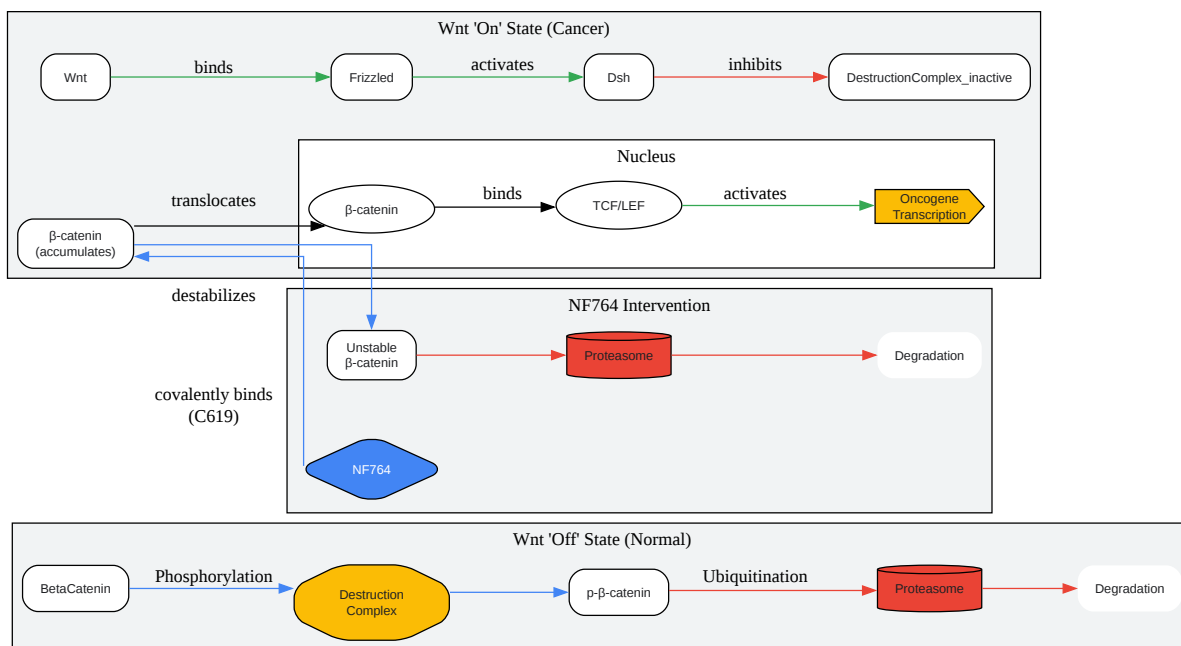 Wnt 'On' State (Cancer)
Wnt
binds
Frizzled
activates
Dsh
inhibits
DestructionComplex_inactive
Nucleus
translocates
β-catenin
binds
TCF/LEF
activates
Oncogene
Transcription
β-catenin
(accumulates)
destabilizes
NF764 Intervention
Unstable
β-catenin
Proteasome
Degradation
covalently binds
(C619)
NF764
Wnt 'Off' State (Normal)
BetaCatenin
Phosphorylation
Destruction
Complex
p-β-catenin
Ubiquitination
Proteasome
Degradation